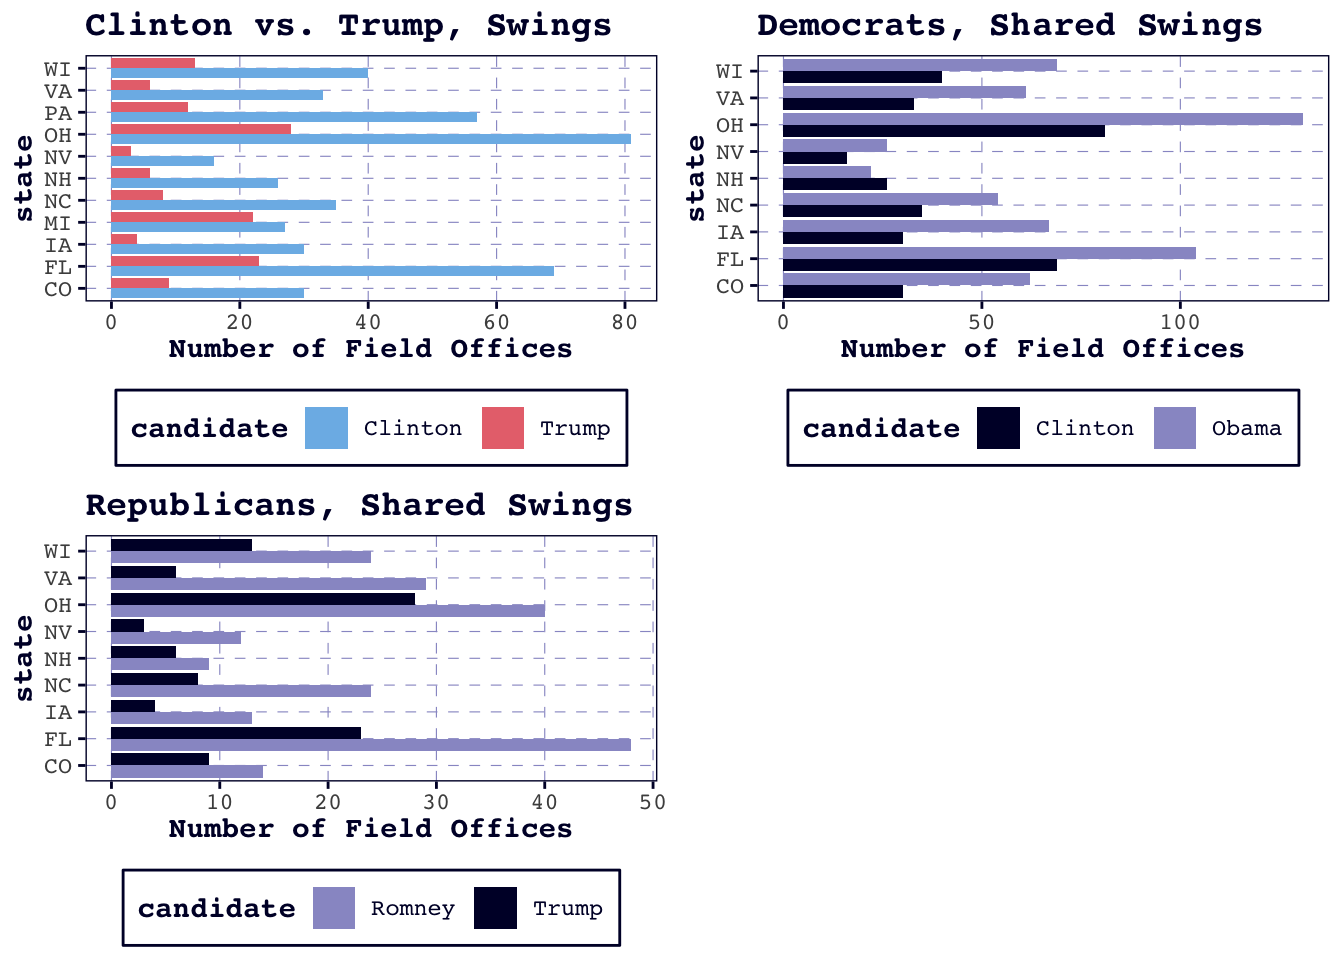 Clinton vs. Trump, Swings
state
WI
VA
PA
OH
NV
NH
NC
MI
IA
FL
CO
0 20 40 60 80
Number of Field Offices
candidate Clinton Trump
Democrats, Shared Swings
state
WI
VA
OH
NV
NH
NC
IA
FL
CO
0 50 100
Number of Field Offices
candidate Clinton Obama
Republicans, Shared Swings
state
WI
VA
OH
NV
NH
NC
IA
FL
CO
0 10 20 30 40 50
Number of Field Offices
candidate Romney Trump